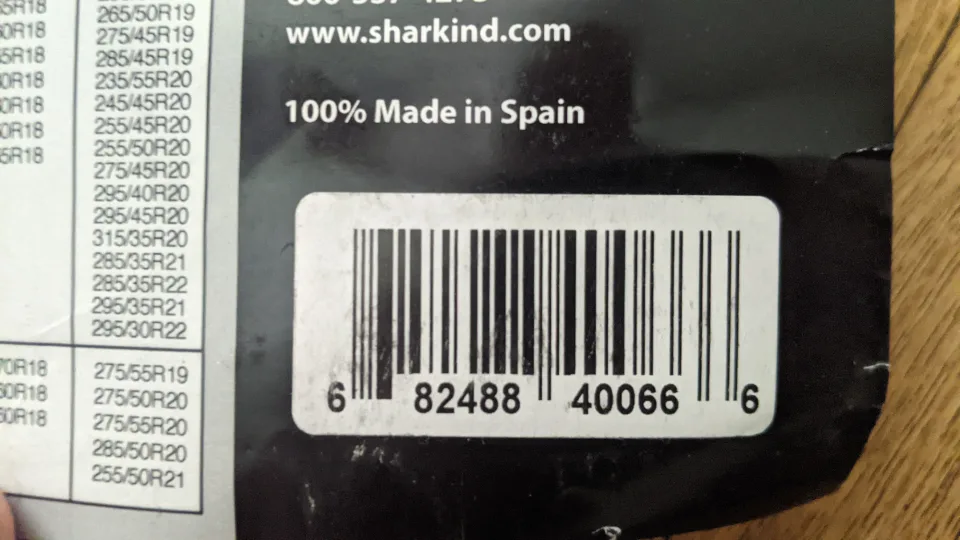 265/50R19
275/45R19
285/45R19
235/55R20
245/45R20
255/45R20
255/50R20
275/45R20
295/40R20
295/45R20
315/35R20
285/35R21
285/35R22
295/35R21
295/30R22
275/55R19
275/50R20
275/55R20
285/50R20
255/50R21
www.sharkind.com
100% Made in Spain
6 82488 40066 6